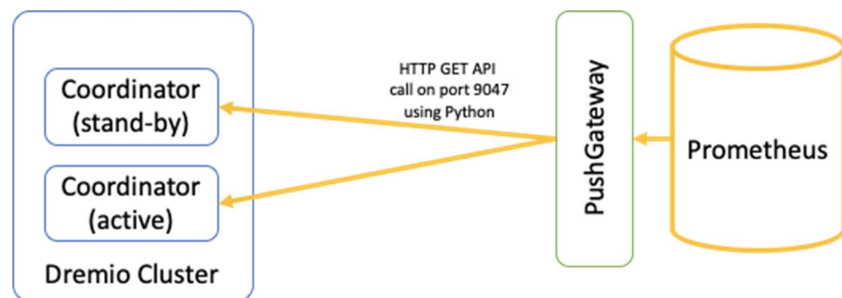 Coordinator
(stand-by)
Coordinator
(active)
Dremio Cluster
HTTP GET API
call on port 9047
using Python
PushGateway
Prometheus